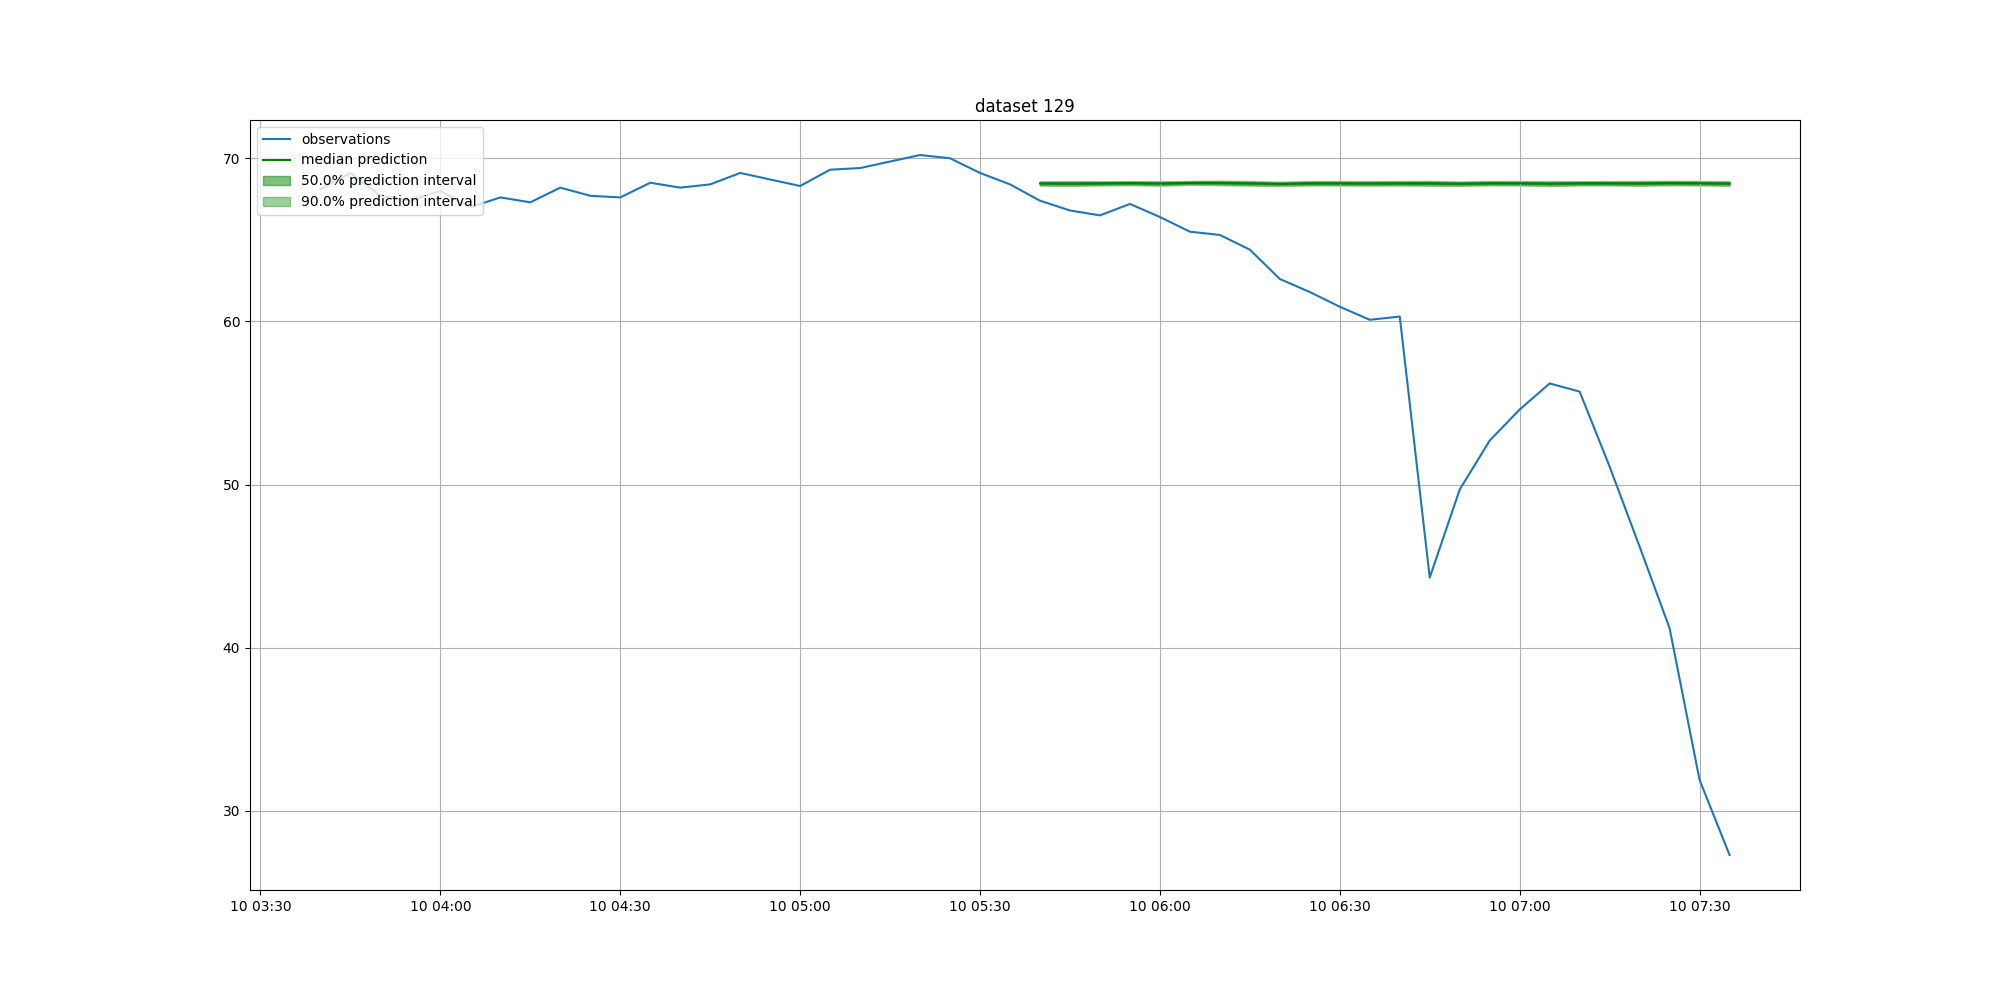 dataset 129
observations
median prediction
50.0% prediction interval
90.0% prediction interval
70
60
50
40
30
10 03:30 10 04:00 10 04:30 10 05:00 10 05:30 10 06:00 10 06:30 10 07:00 10 07:30